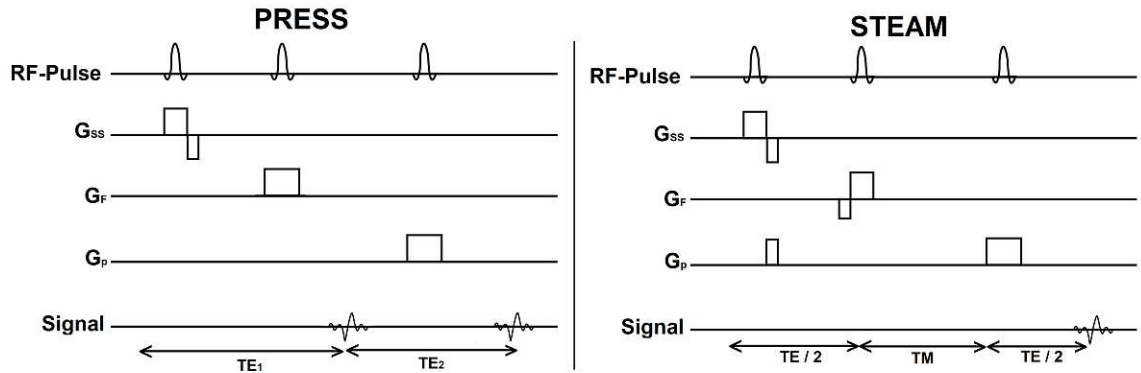 PRESS
RF-Pulse
GSS
GF
Gp
Signal
TE1
TE2
STEAM
RF-Pulse
GSS
GF
Gp
Signal
TE / 2
TM
TE / 2